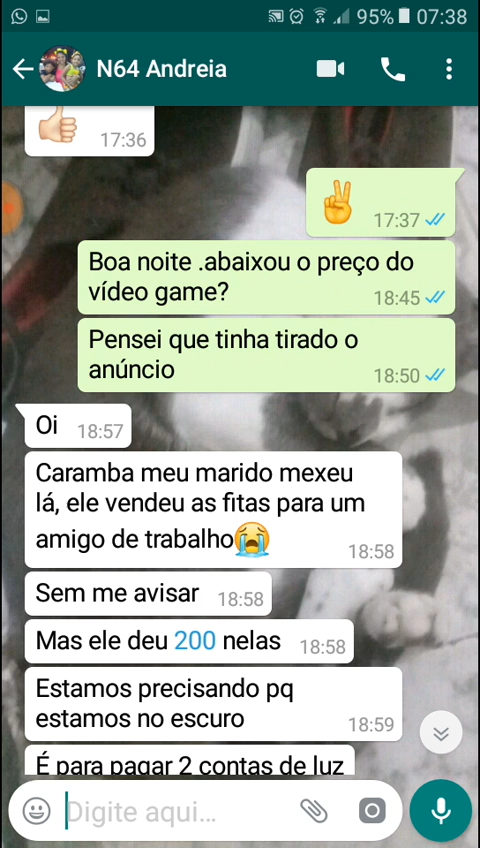 95% 07:38
N64 Andreia
17:36
17:37
Boa noite .abaixou o preço do
vídeo game?
18:45
Pensei que tinha tirado o
anúncio
18:50
Oi 18:57
Caramba meu marido mexeu
lá, ele vendeu as fitas para um
amigo de trabalho
18:58
Sem me avisar 18:58
Mas ele deu 200 nelas 18:58
Estamos precisando pq
estamos no escuro
18:59
É para pagar 2 contas de luz
Digite aqui...